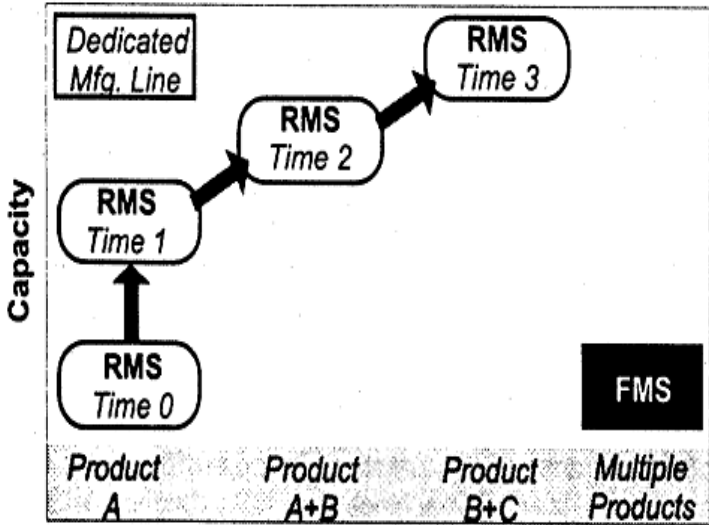 Dedicated
Mfg. Line
RMS
Time 3
RMS
Time 2
RMS
Time 1
RMS
Time 0
FMS
Capacity
Product
A
Product
A+B
Product
B+C
Multiple
Products